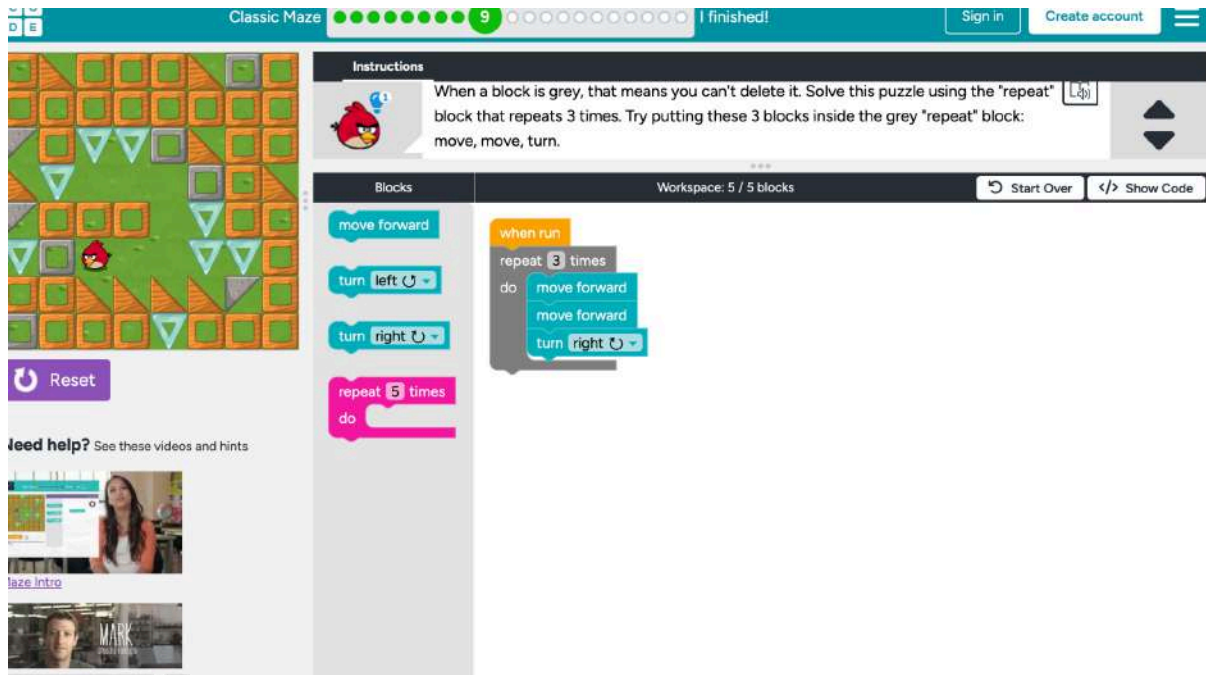 D E
Classic Maze
9
I finished!
Sign in
Create account
Instructions
1
When a block is grey, that means you can't delete it. Solve this puzzle using the "repeat"
block that repeats 3 times. Try putting these 3 blocks inside the grey "repeat" block:
move, move, turn.
Blocks
Workspace: 5 / 5 blocks
Start Over
</> Show Code
move forward
turn left
turn right
repeat 5 times
do
when run
repeat 3 times
do
move forward
move forward
turn right
Reset
Need help? See these videos and hints
Maze Intro
MARK